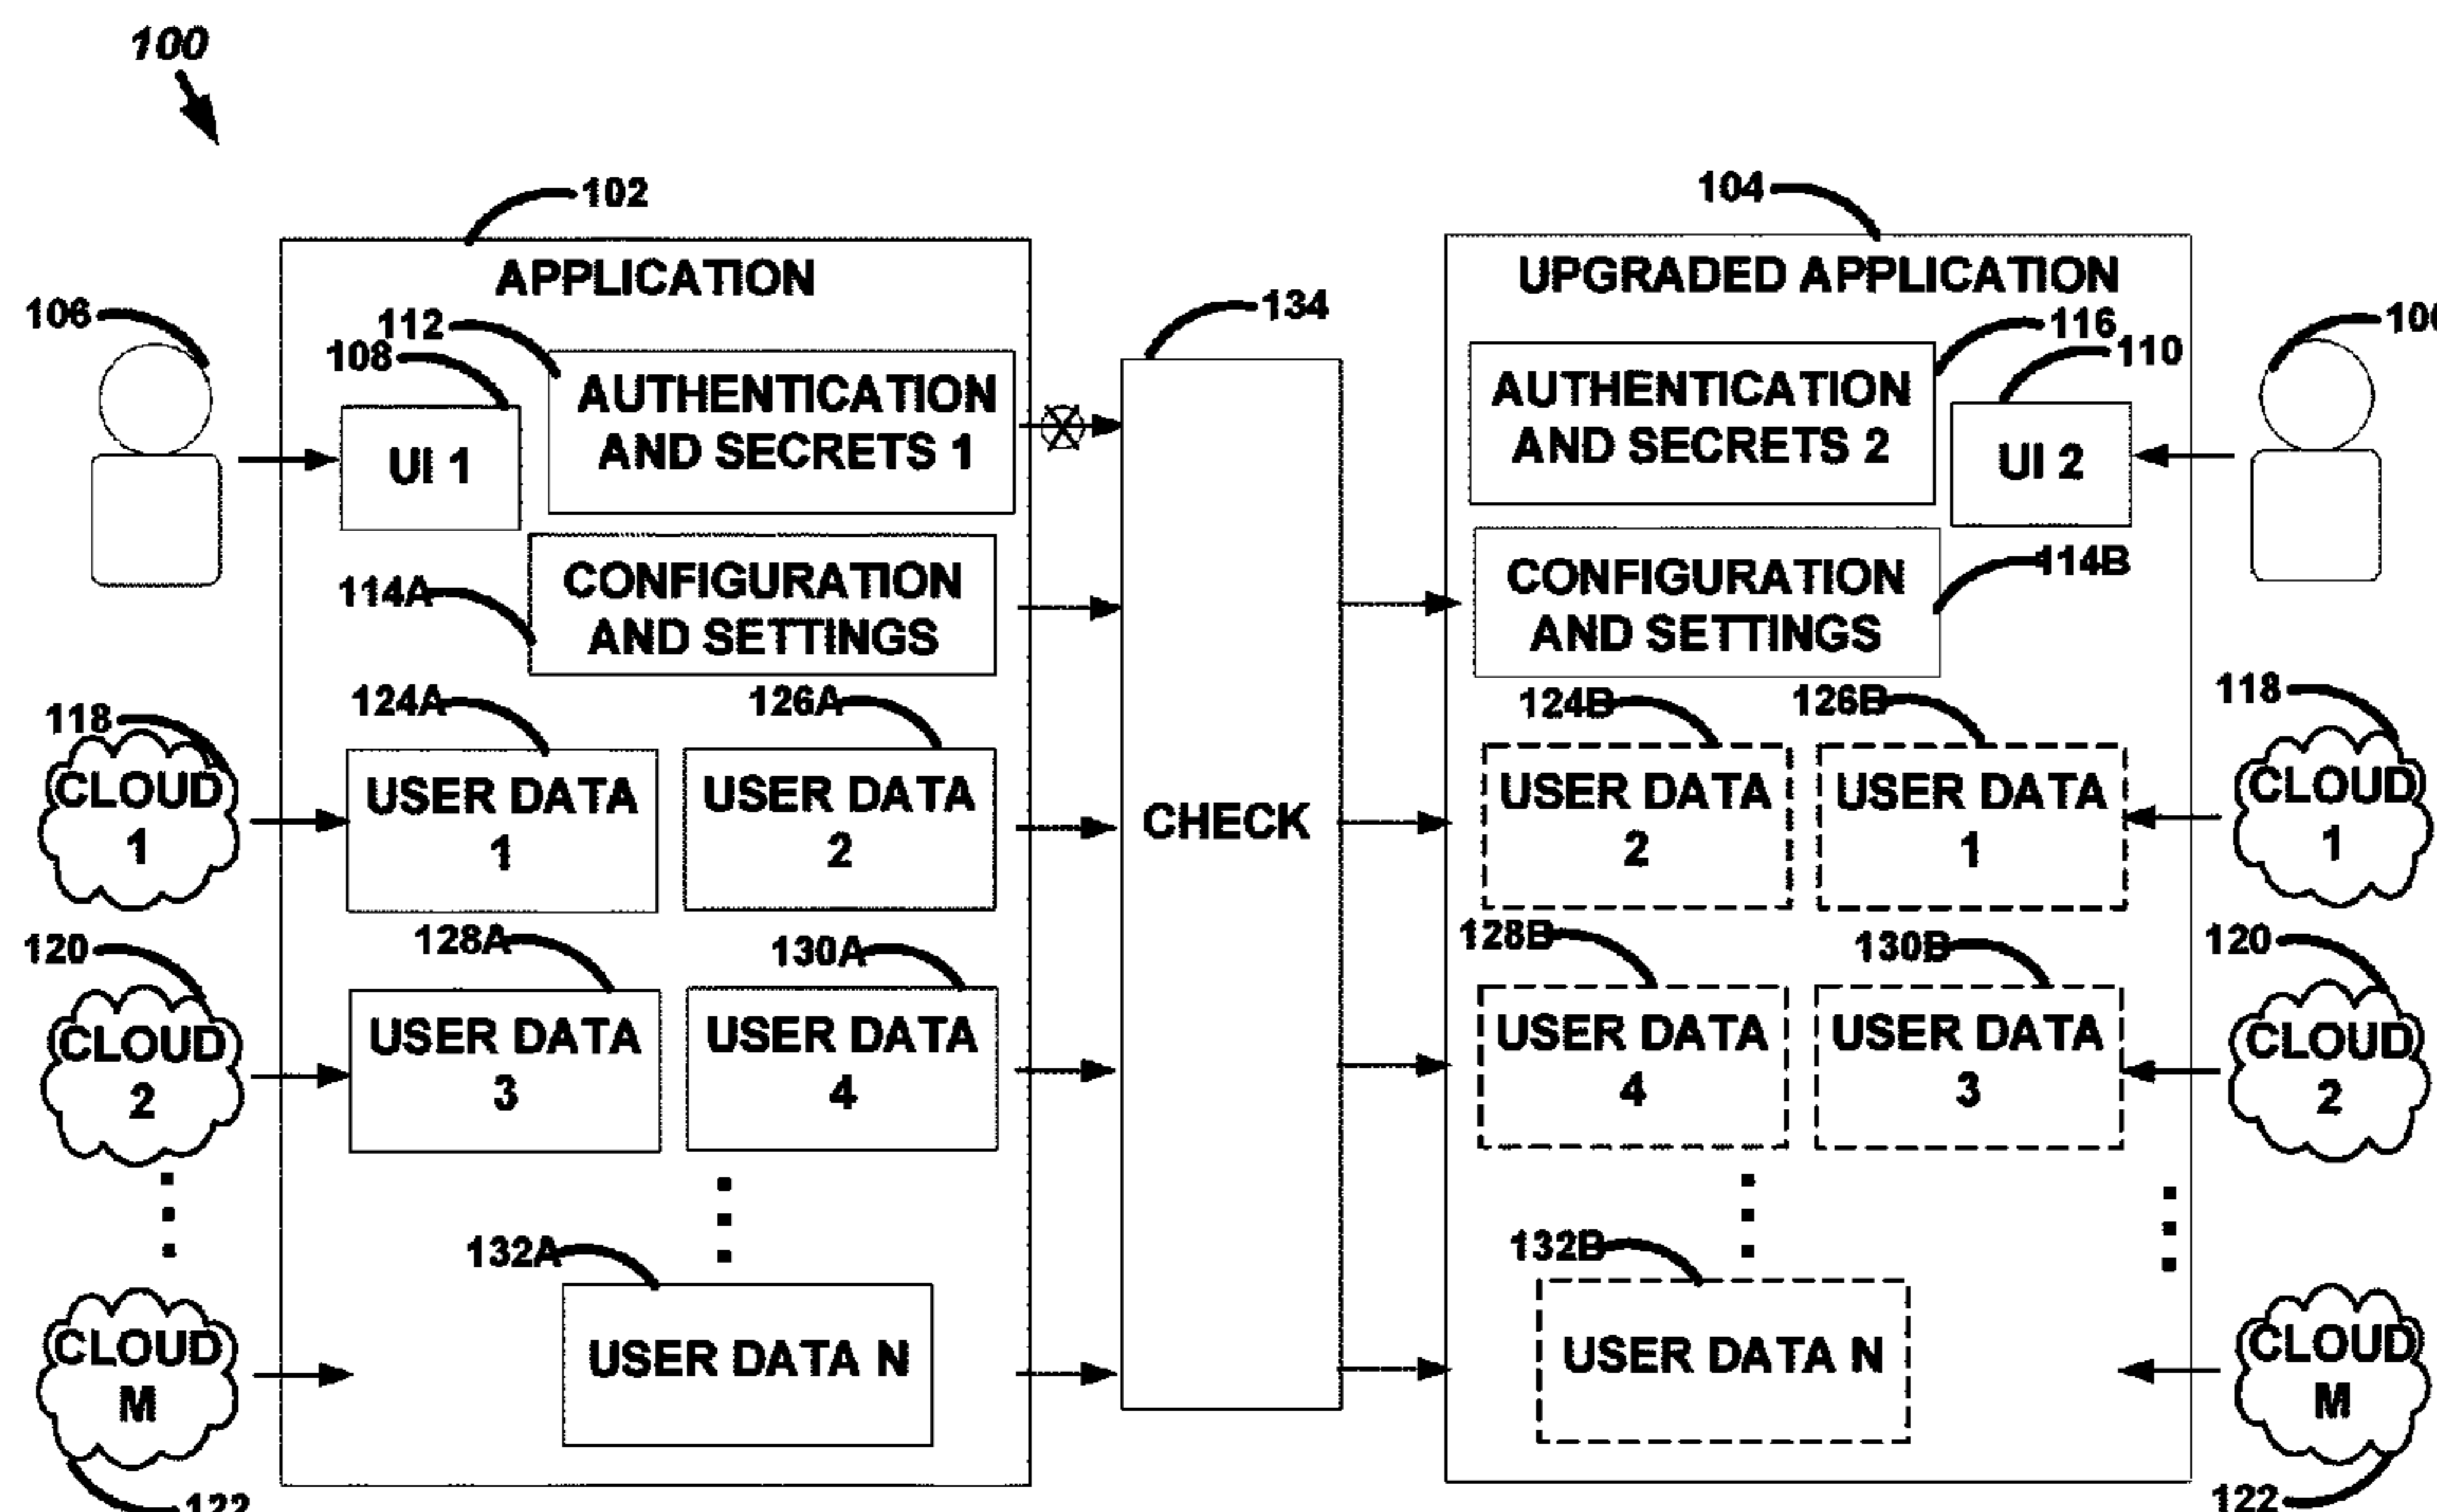 100
102
104
APPLICATION
UPGRADED APPLICATION
106
112
108
134
116
110
AUTHENTICATION
AND SECRETS 1
UI 1
AUTHENTICATION
AND SECRETS 2
UI 2
114A
CONFIGURATION
AND SETTINGS
CONFIGURATION
AND SETTINGS
114B
118
124A
126A
124B
126B
118
CLOUD
1
USER DATA
1
USER DATA
2
CHECK
USER DATA
2
USER DATA
1
CLOUD
1
120
128A
130A
128B
130B
120
CLOUD
2
USER DATA
3
USER DATA
4
USER DATA
4
USER DATA
3
CLOUD
2
132A
132B
CLOUD
M
USER DATA N
USER DATA N
CLOUD
M
122
122